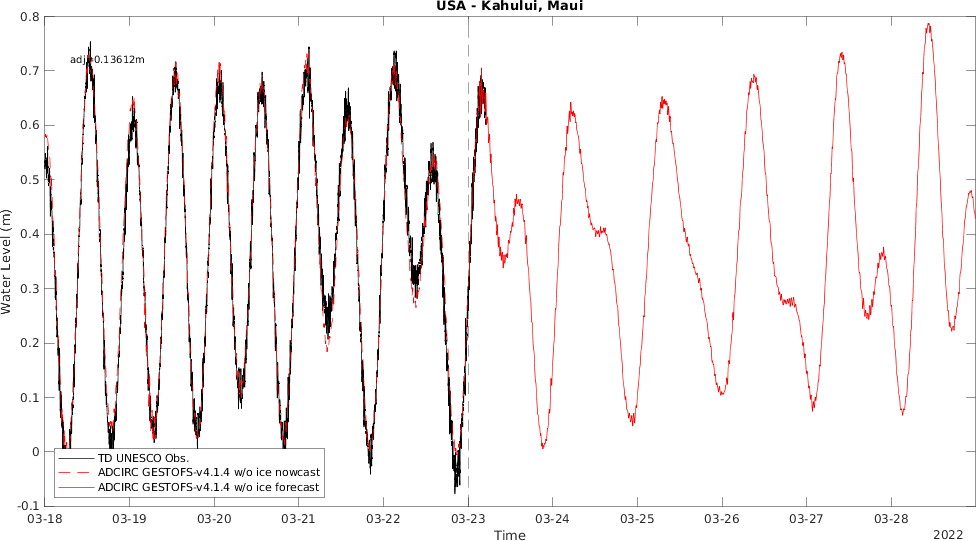 USA - Kahului, Maui
0.8
0.7
0.6
0.5
0.4
0.3
0.2
0.1
0
-0.1
Water Level (m)
adj=0.13612m
TD UNESCO Obs.
ADCIRC GESTOFS-v4.1.4 w/o ice nowcast
ADCIRC GESTOFS-v4.1.4 w/o ice forecast
03-18 03-19 03-20 03-21 03-22 03-23 03-24 03-25 03-26 03-27 03-28
Time
2022